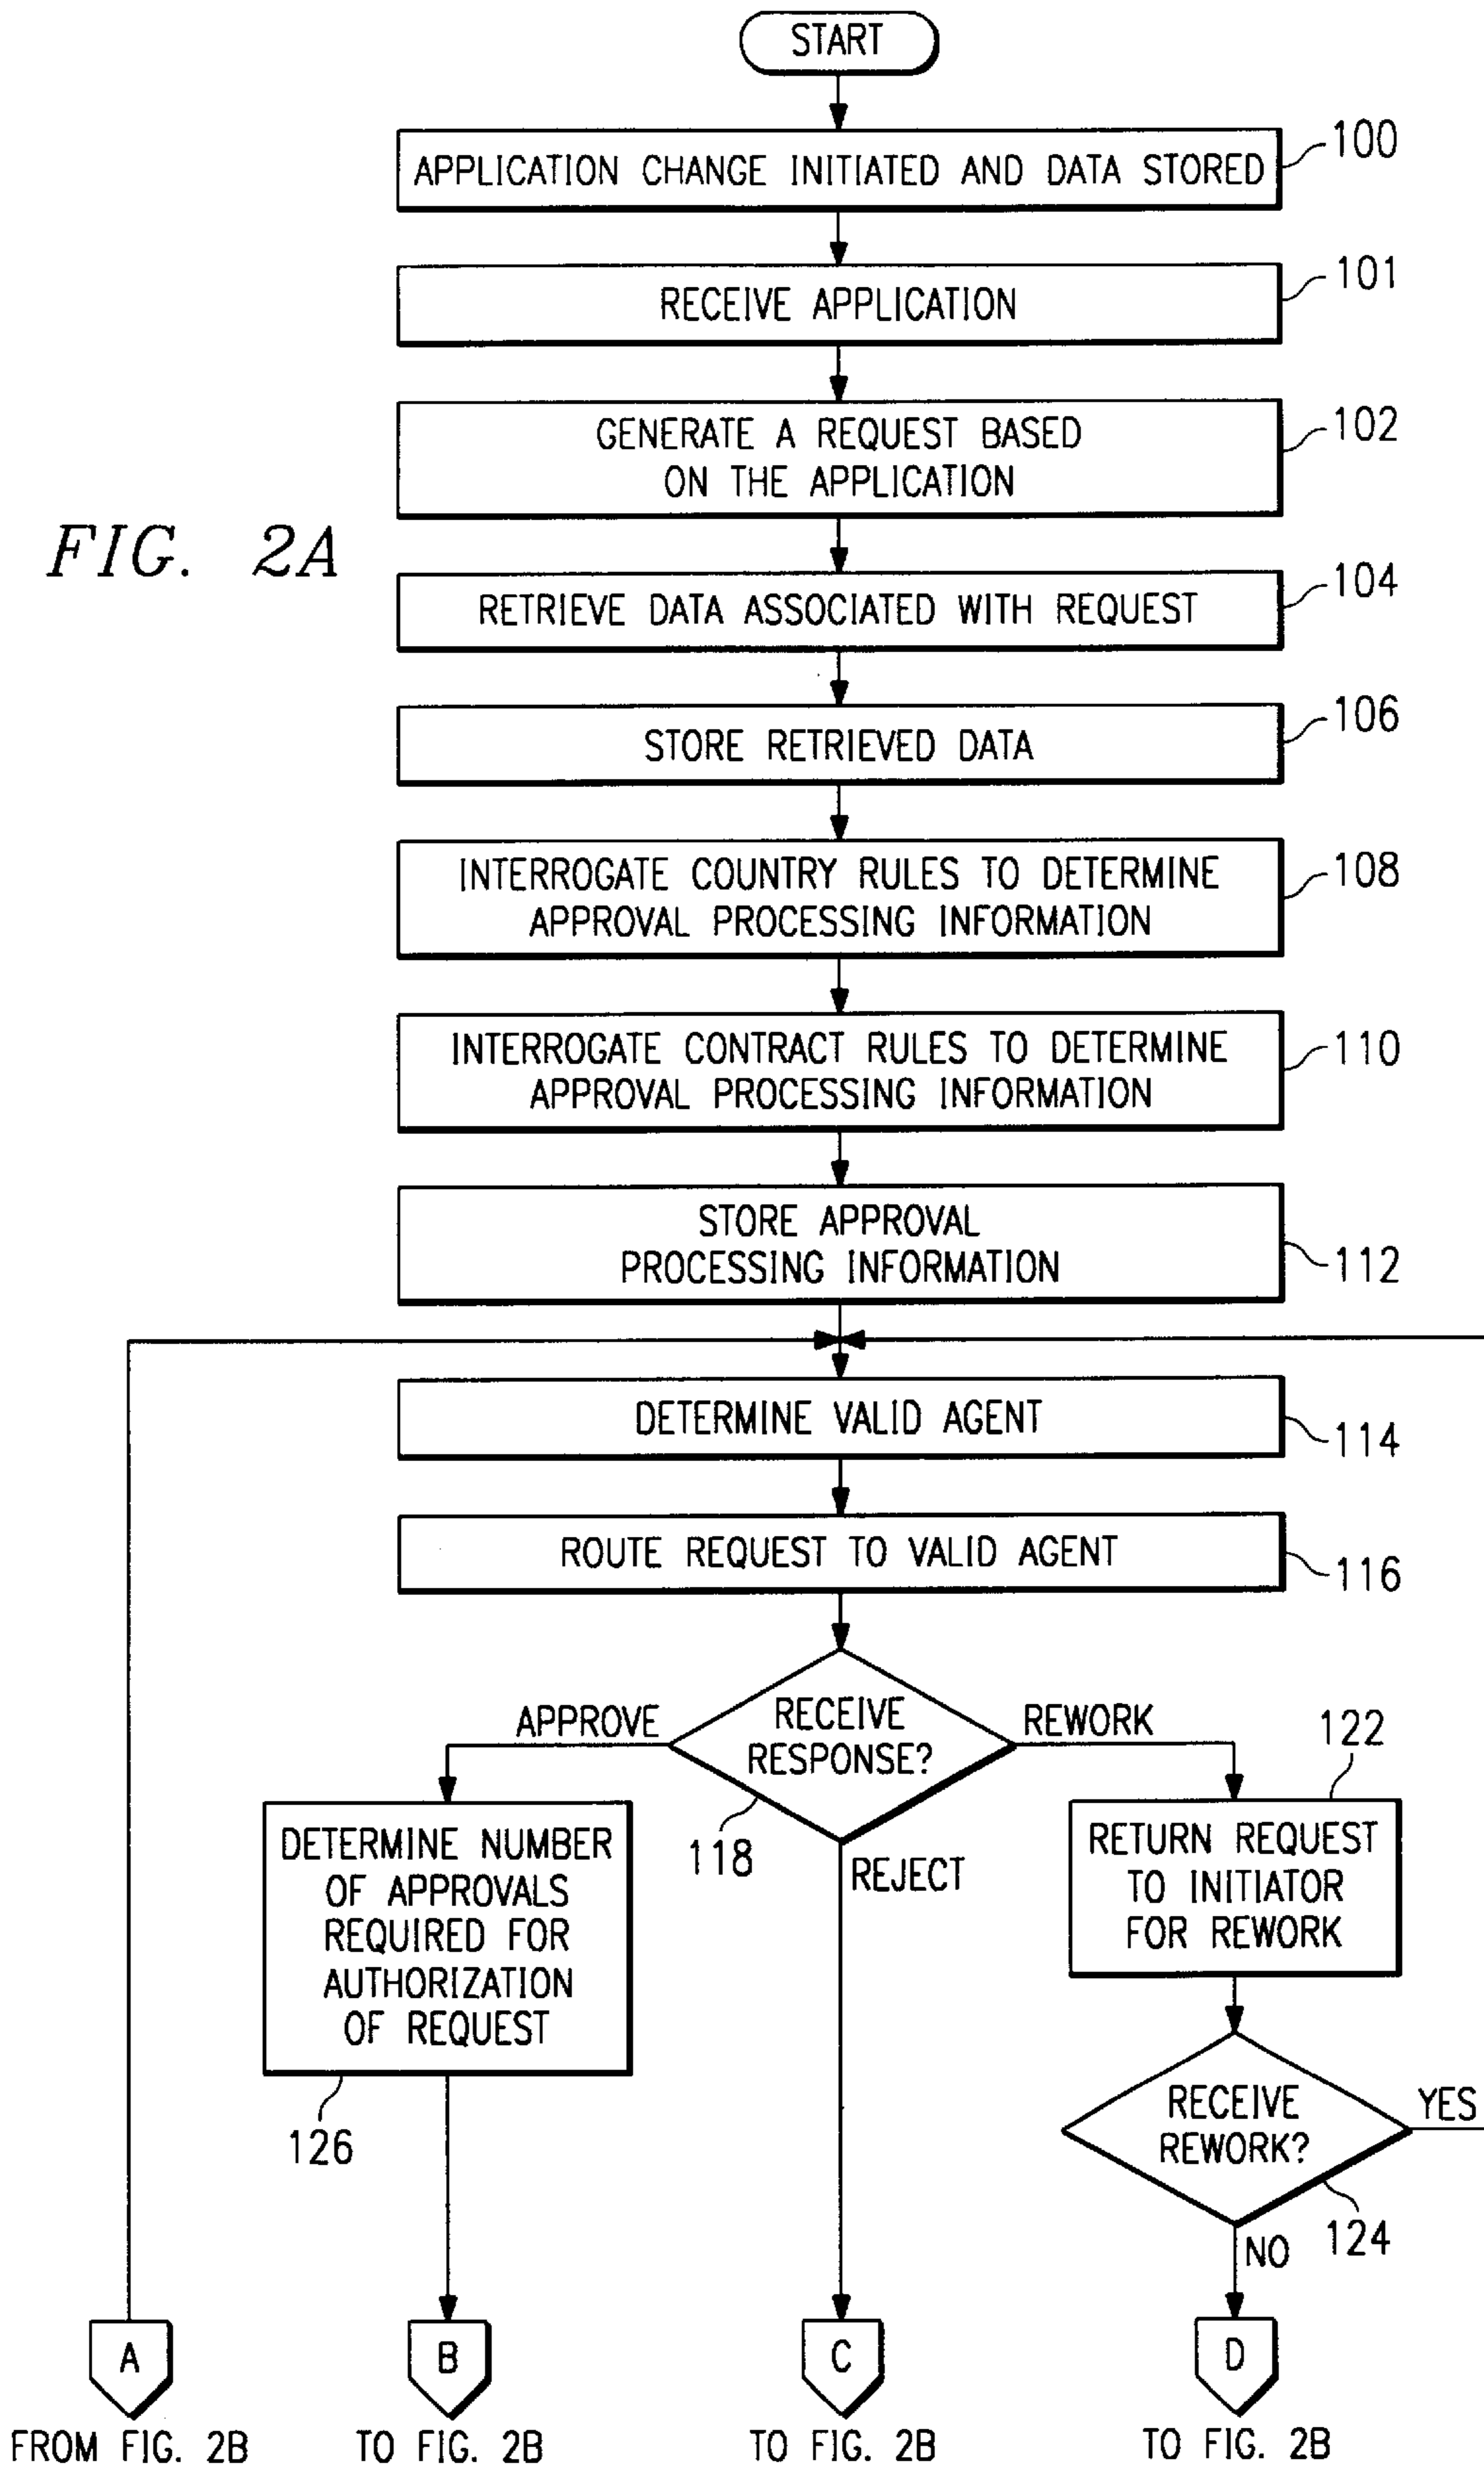 START
APPLICATION CHANGE INITIATED AND DATA STORED
100
RECEIVE APPLICATION
101
GENERATE A REQUEST BASED
ON THE APPLICATION
102
FIG. 2A
RETRIEVE DATA ASSOCIATED WITH REQUEST
104
STORE RETRIEVED DATA
106
INTERROGATE COUNTRY RULES TO DETERMINE
APPROVAL PROCESSING INFORMATION
108
INTERROGATE CONTRACT RULES TO DETERMINE
APPROVAL PROCESSING INFORMATION
110
STORE APPROVAL
PROCESSING INFORMATION
112
DETERMINE VALID AGENT
114
ROUTE REQUEST TO VALID AGENT
116
APPROVE
RECEIVE
RESPONSE?
REWORK
118
REJECT
122
DETERMINE NUMBER
OF APPROVALS
REQUIRED FOR
AUTHORIZATION
OF REQUEST
126
RETURN REQUEST
TO INITIATOR
FOR REWORK
RECEIVE
REWORK?
YES
124
NO
A
B
C
D
FROM FIG. 2B
TO FIG. 2B
TO FIG. 2B
TO FIG. 2B